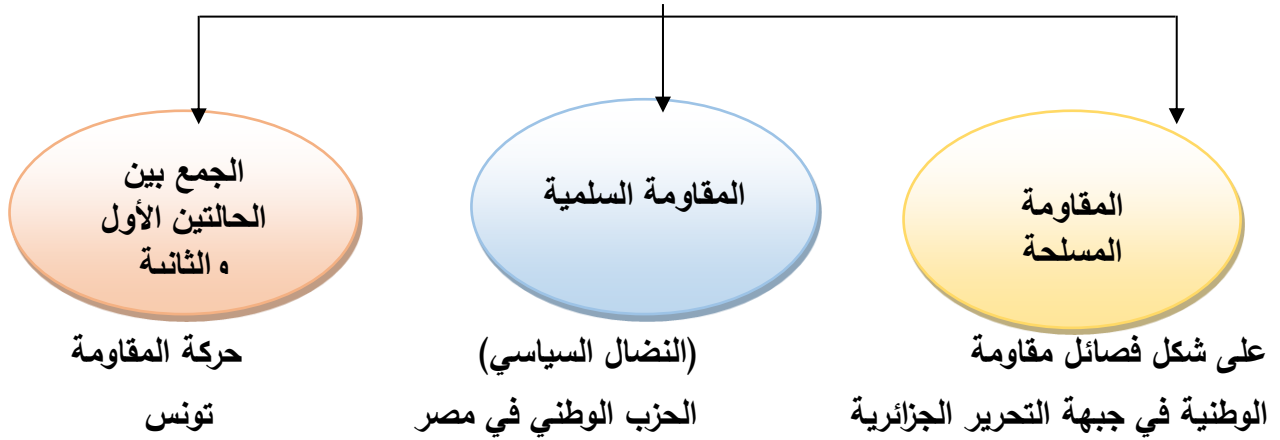 المقاومة
المسلحة
على شكل فصائل مقاومة
الوطنية في جبهة التحرير الجزائرية
المقاومة السلمية
(النضال السياسي)
الحزب الوطني في مصر
الجمع بين
الحالتين الأول
و الثانية
حركة المقاومة
تونس